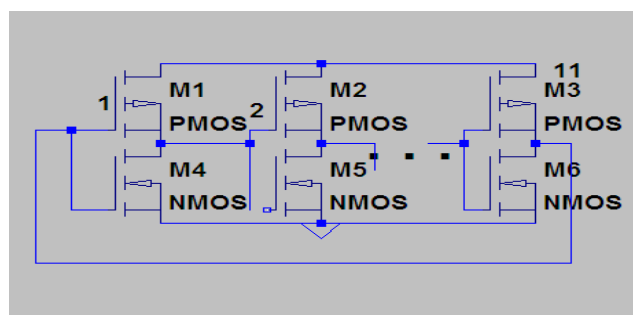 11
M1 M2 M3
1 2
PMOS PMOS PMOS
. . .
M4 M5 M6
NMOS NMOS NMOS